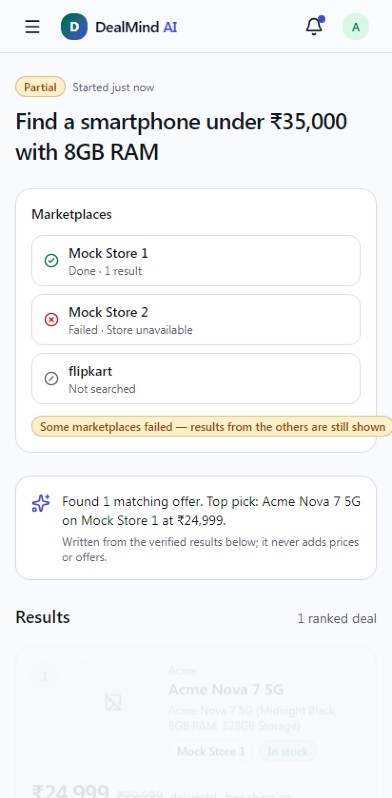 D DealMind AI A
Partial Started just now
Find a smartphone under ₹35,000
with 8GB RAM
Marketplaces
Mock Store 1
Done · 1 result
Mock Store 2
Failed · Store unavailable
flipkart
Not searched
Some marketplaces failed — results from the others are still shown
Found 1 matching offer. Top pick: Acme Nova 7 5G
on Mock Store 1 at ₹24,999.
Written from the verified results below; it never adds prices
or offers.
Results 1 ranked deal
1
Acme
Acme Nova 7 5G
Acme Nova 7 5G (Midnight Black,
8GB RAM, 128GB Storage)
Mock Store 1 In stock
₹24,999 ₹29,999 delivered · free shipping